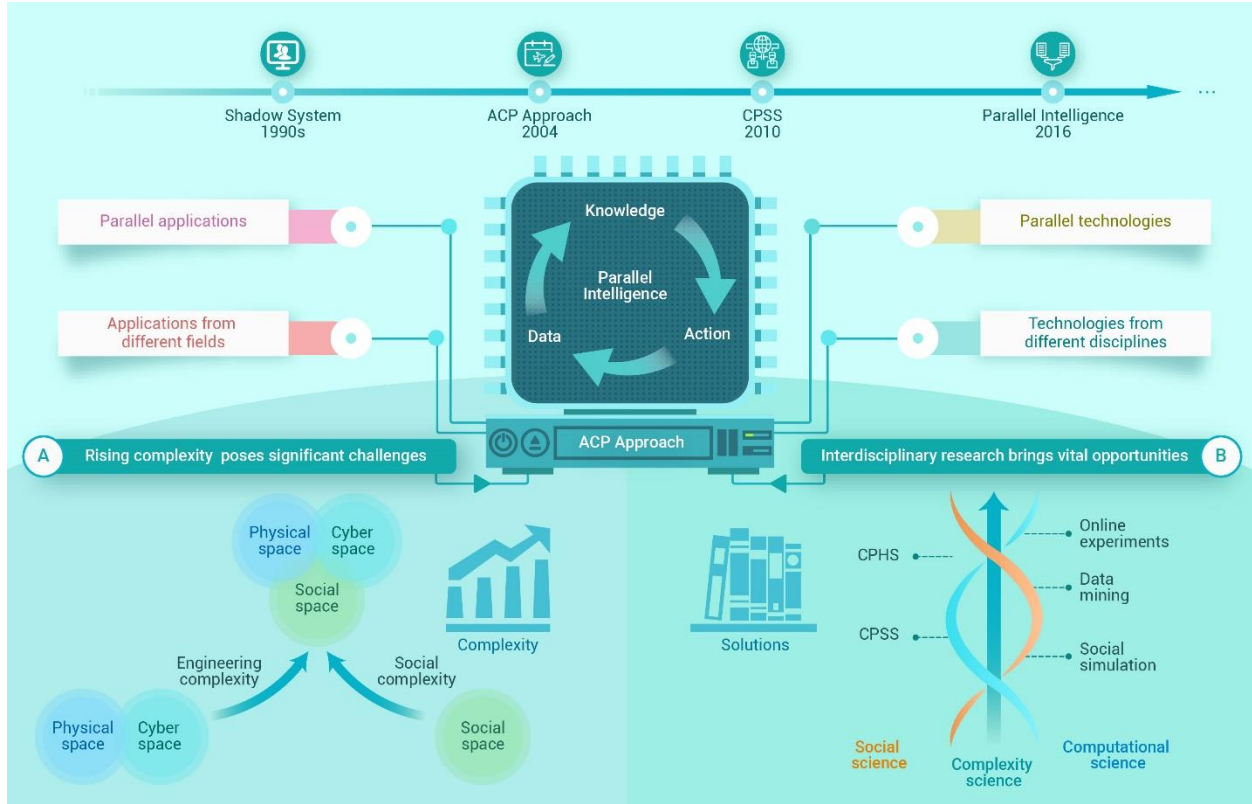 Shadow System
1990s
ACP Approach
2004
CPSS
2010
Parallel Intelligence
2016
...
Parallel applications
Applications from
different fields
Knowledge
Parallel
Intelligence
Data
Action
Parallel technologies
Technologies from
different disciplines
ACP Approach
A
Rising complexity poses significant challenges
Interdisciplinary research brings vital opportunities
B
Physical
space
Cyber
space
Social
space
Engineering
complexity
Social
complexity
Physical
space
Cyber
space
Social
space
Complexity
Solutions
CPHS
CPSS
Online
experiments
Data
mining
Social
simulation
Social
science
Complexity
science
Computational
science